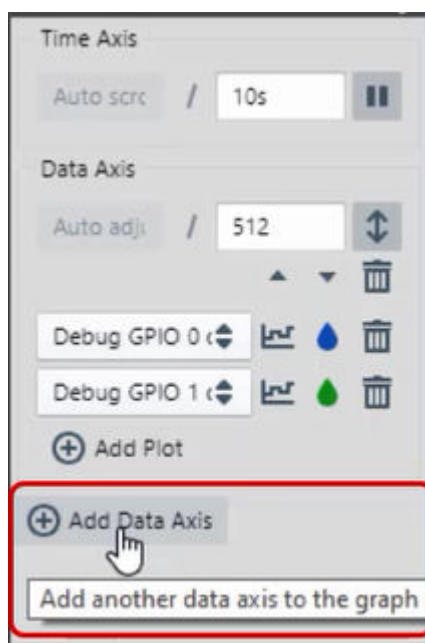 Time Axis
Auto scrc / 10s
Data Axis
Auto adju / 512
Debug GPIO 0 c
Debug GPIO 1 c
Add Plot
Add Data Axis
Add another data axis to the graph